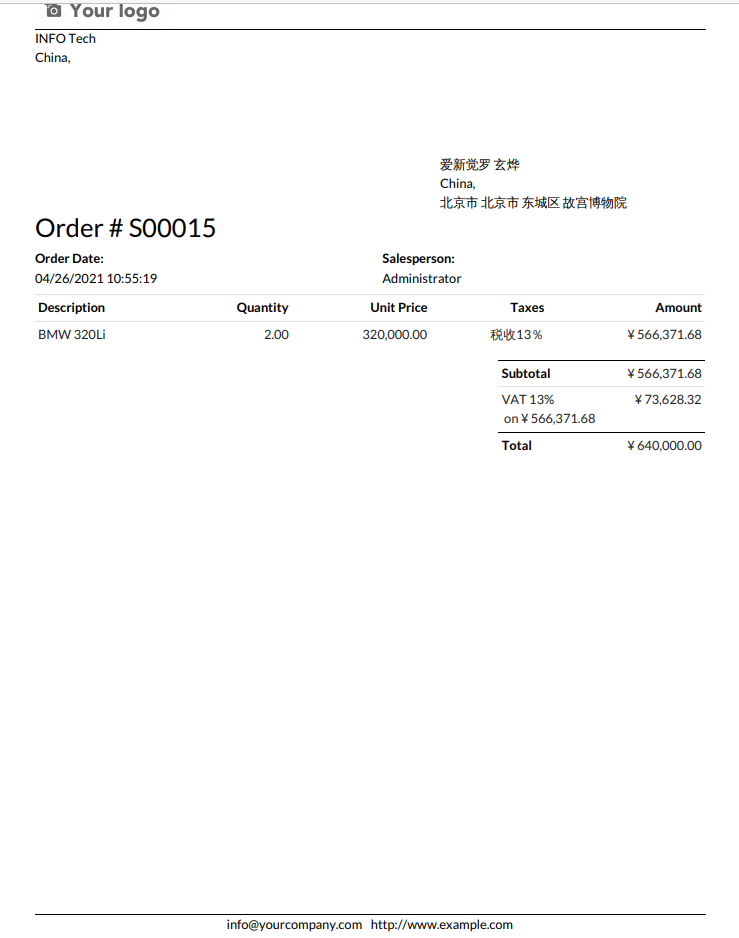 Your logo
INFO Tech
China,
爱新觉罗 玄烨
China,
北京市 北京市 东城区 故宫博物院
Order # S00015
Order Date: Salesperson:
04/26/2021 10:55:19 Administrator
Description Quantity Unit Price Taxes Amount
BMW 320Li 2.00 320,000.00 税收13％ ¥ 566,371.68
Subtotal ¥ 566,371.68
VAT 13% ¥ 73,628.32
on ¥ 566,371.68
Total ¥ 640,000.00
info@yourcompany.com http://www.example.com